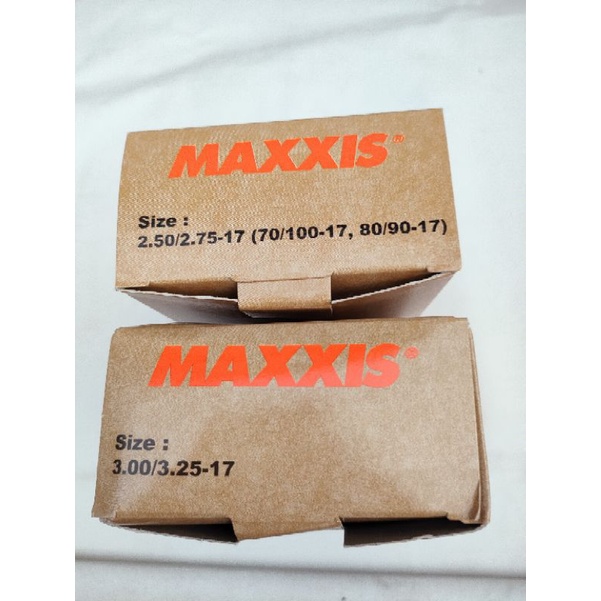 MAXXIS®
Size :
2.50/2.75-17 (70/100-17, 80/90-17)
MAXXIS®
Size :
3.00/3.25-17